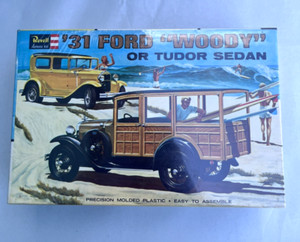 Revell
'31 FORD "WOODY"
OR TUDOR SEDAN
PRECISION MOLDED PLASTIC • EASY TO ASSEMBLE